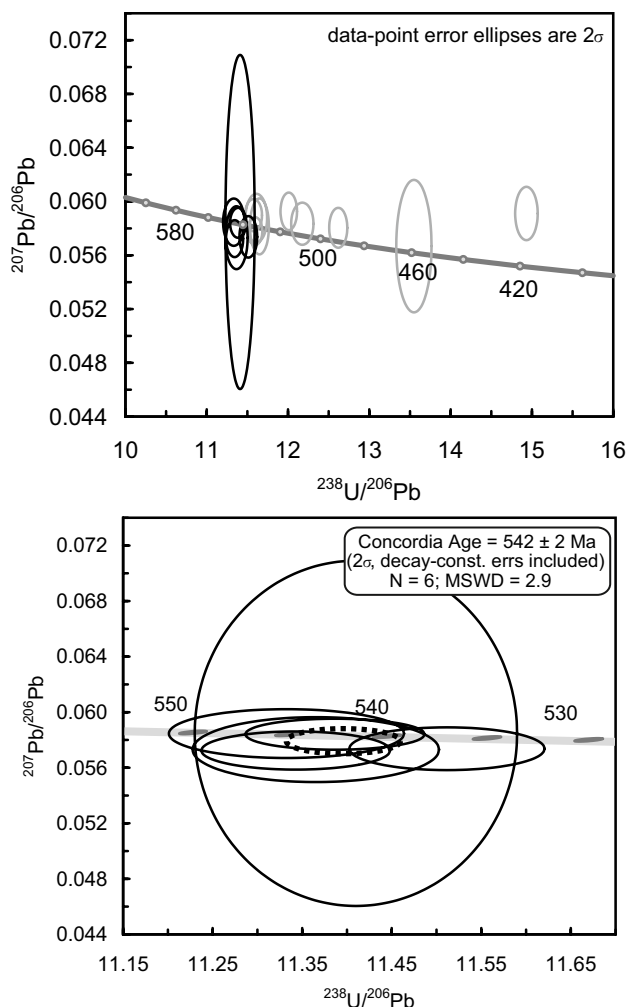 data-point error ellipses are 2σ
0.072
0.068
0.064
0.060
0.056
0.052
0.048
0.044
207Pb/206Pb
580
500
460
420
10 11 12 13 14 15 16
238U/206Pb
Concordia Age = 542 ± 2 Ma
(2σ, decay-const. errs included)
N = 6; MSWD = 2.9
0.072
0.068
0.064
0.060
0.056
0.052
0.048
0.044
207Pb/206Pb
550
540
530
11.15 11.25 11.35 11.45 11.55 11.65
238U/206Pb